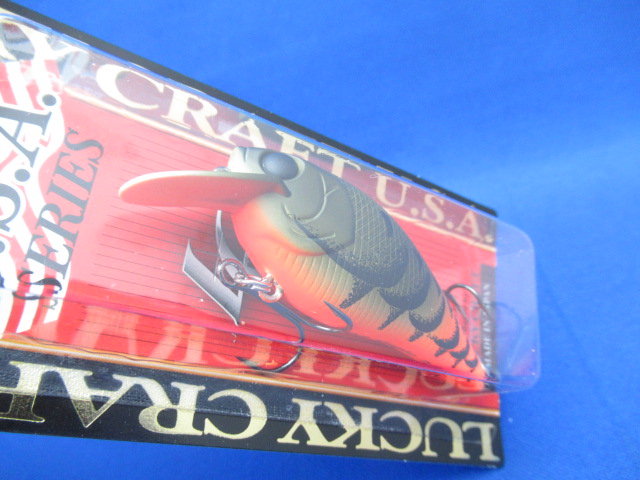 Y CRAFT U.S.A.
S.A.
SERIES
MADE IN JAPAN
LUCKY CRAF